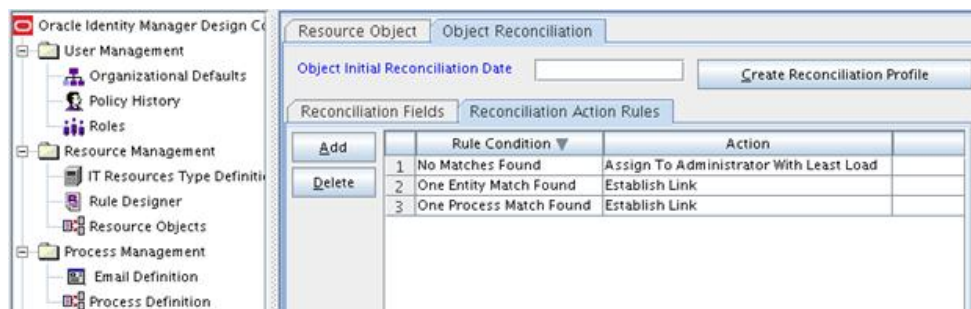 Oracle Identity Manager Design Co
User Management
Organizational Defaults
Policy History
Roles
Resource Management
IT Resources Type Definiti
Rule Designer
Resource Objects
Process Management
Email Definition
Process Definition
Resource Object
Object Reconciliation
Object Initial Reconciliation Date
Create Reconciliation Profile
Reconciliation Fields
Reconciliation Action Rules
Add
Delete
Rule Condition Action
1 No Matches Found Assign To Administrator With Least Load
2 One Entity Match Found Establish Link
3 One Process Match Found Establish Link